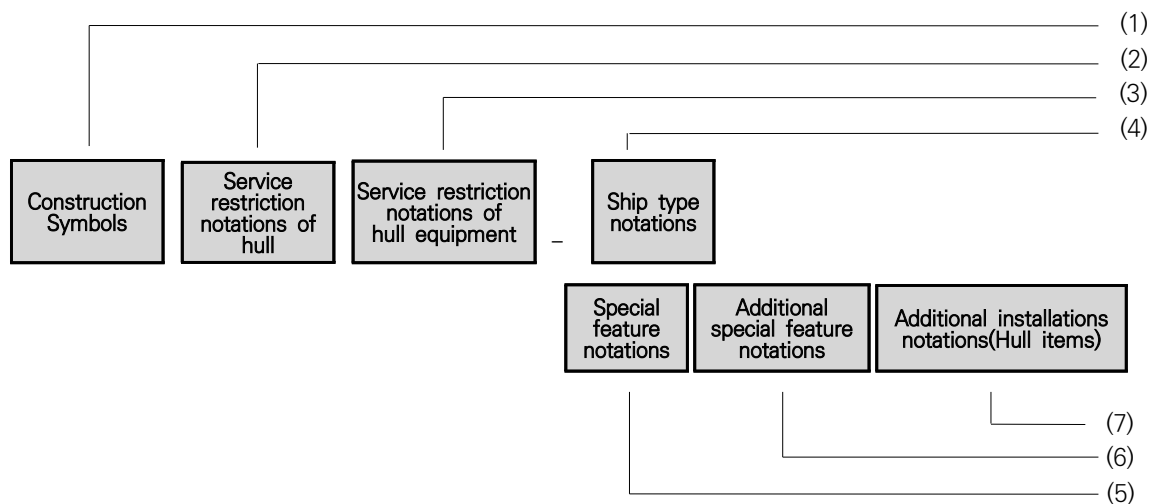 (1)
(2)
(3)
(4)
Construction
Symbols
Service
restriction
notations of
hull
Service restriction
notations of
hull equipment
–
Ship type
notations
Special
feature
notations
Additional
special feature
notations
Additional installations
notations(Hull items)
(7)
(6)
(5)